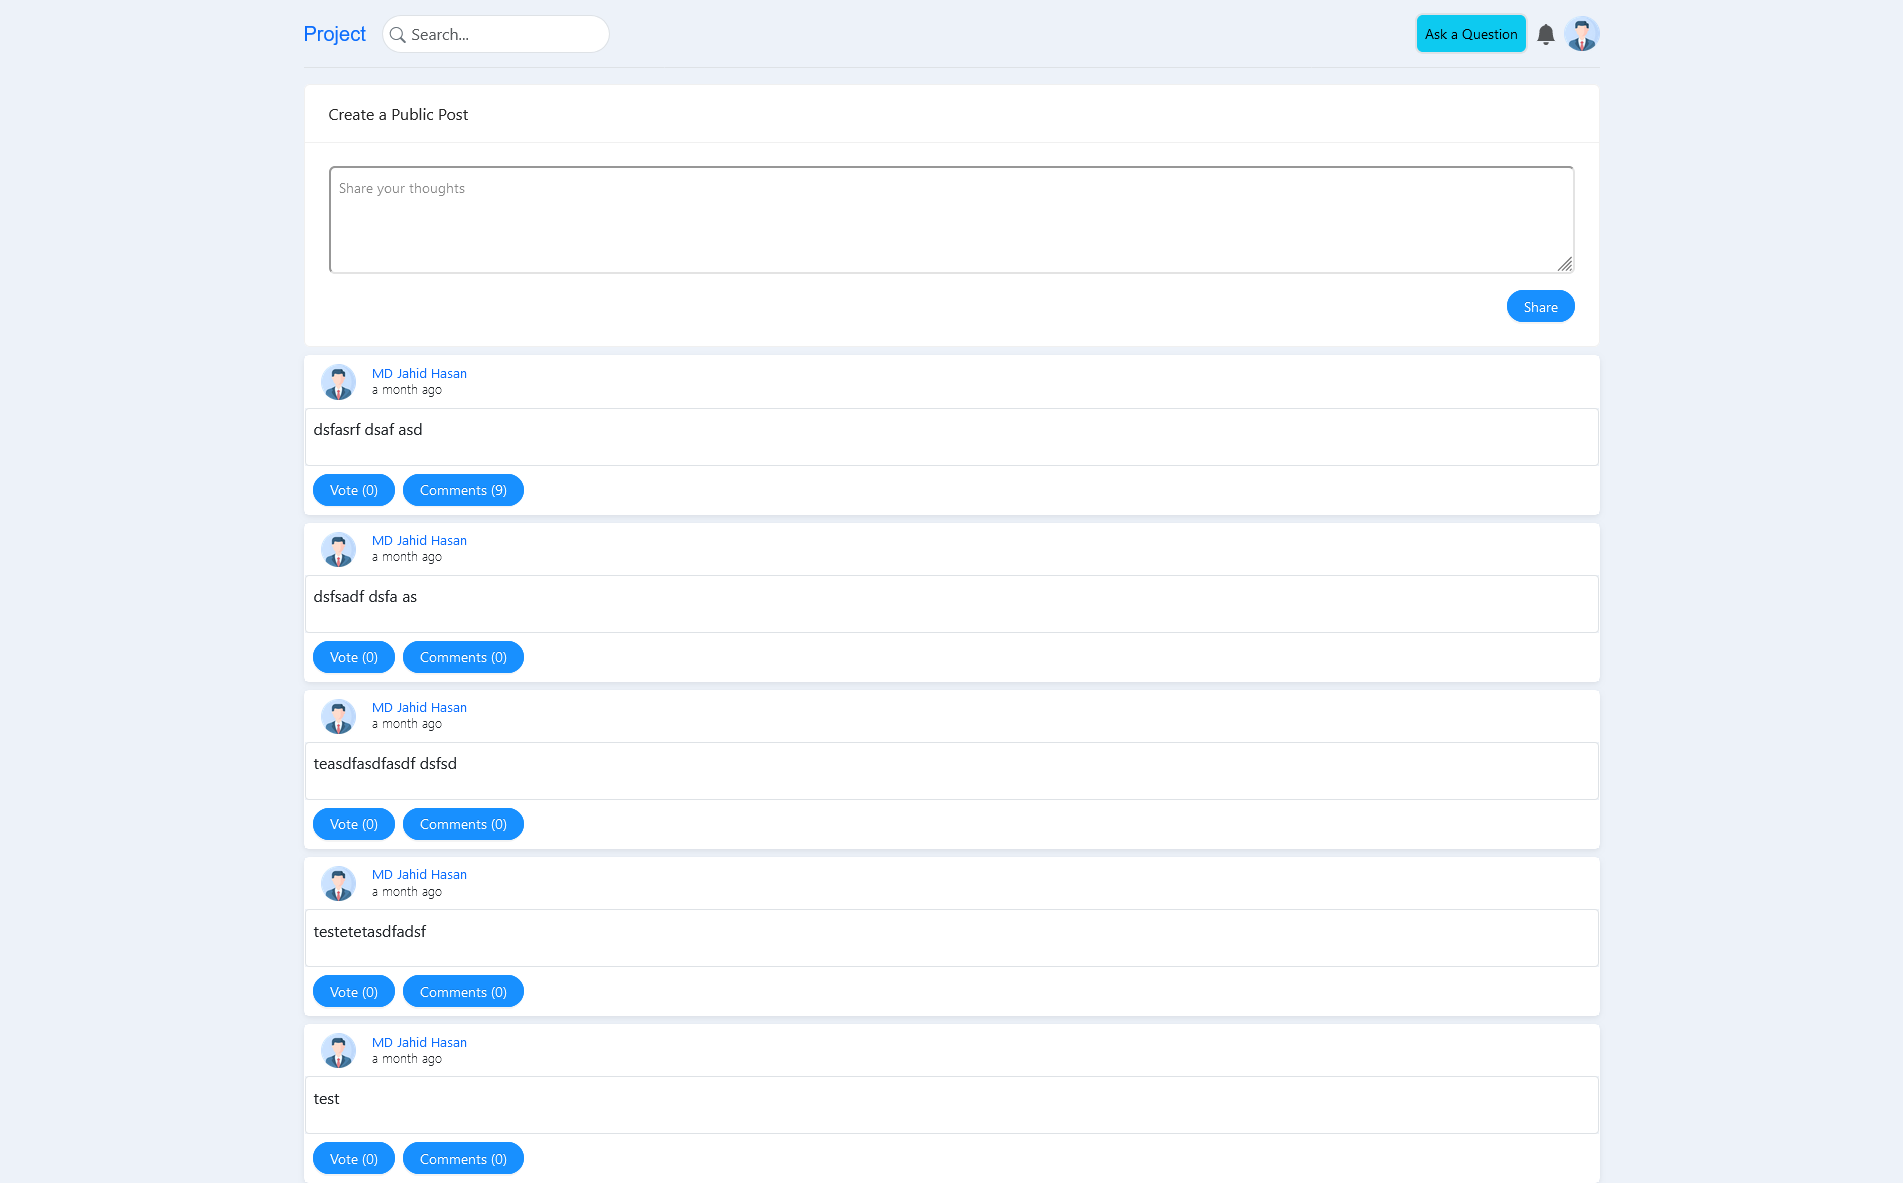 Project
Search...
Ask a Question
Create a Public Post
Share your thoughts
Share
MD Jahid Hasan
a month ago
dsfasrf dsaf asd
Vote (0) Comments (9)
MD Jahid Hasan
a month ago
dsfsadf dsfa as
Vote (0) Comments (0)
MD Jahid Hasan
a month ago
teasdfasdfasdf dsfsd
Vote (0) Comments (0)
MD Jahid Hasan
a month ago
testetetasdfadsf
Vote (0) Comments (0)
MD Jahid Hasan
a month ago
test
Vote (0) Comments (0)